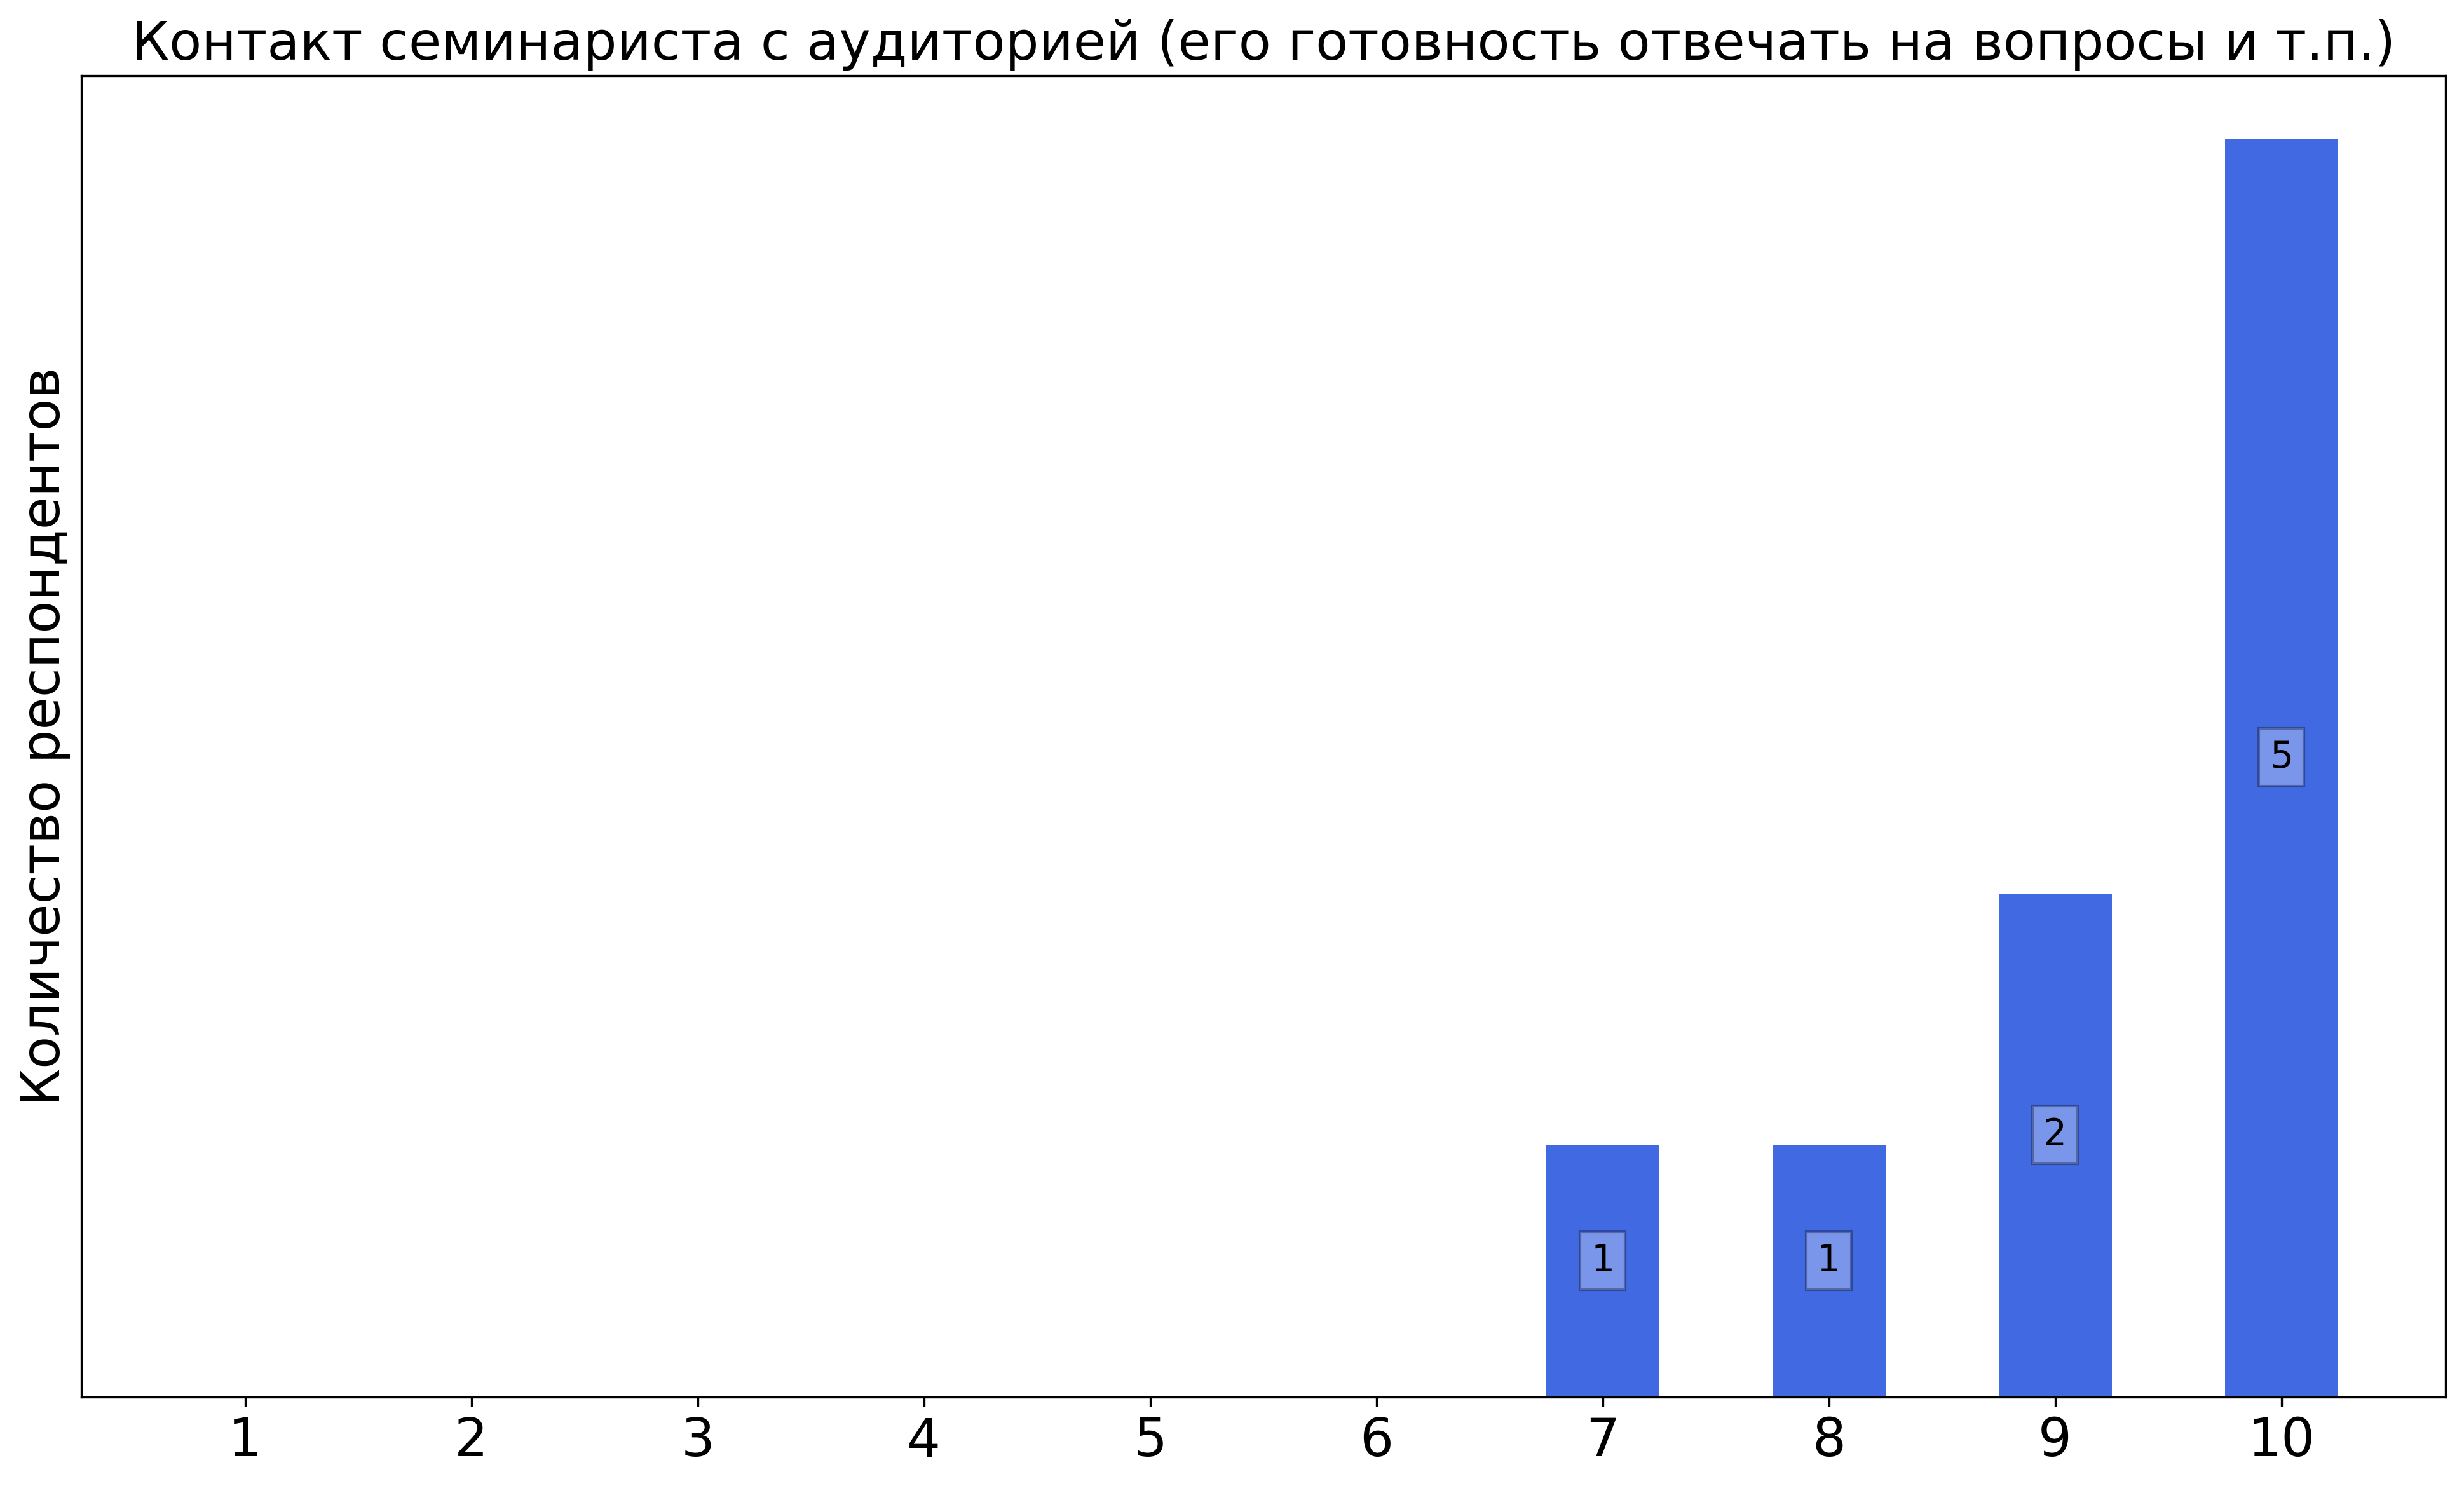 Контакт семинариста с аудиторией (его готовность отвечать на вопросы и т.п.)
Количество респондентов
5
2
1 1
1 2 3 4 5 6 7 8 9 10